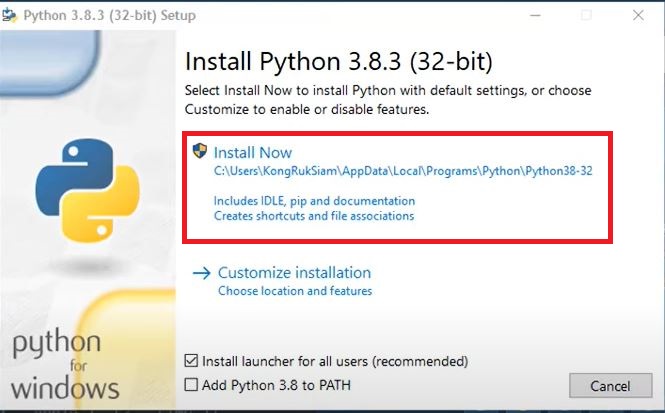 Python 3.8.3 (32-bit) Setup
Install Python 3.8.3 (32-bit)
Select Install Now to install Python with default settings, or choose
Customize to enable or disable features.
Install Now
C:\Users\KongRukSiam\AppData\Local\Programs\Python\Python38-32
Includes IDLE, pip and documentation
Creates shortcuts and file associations
Customize installation
Choose location and features
python
for
windows
Install launcher for all users (recommended)
Add Python 3.8 to PATH
Cancel